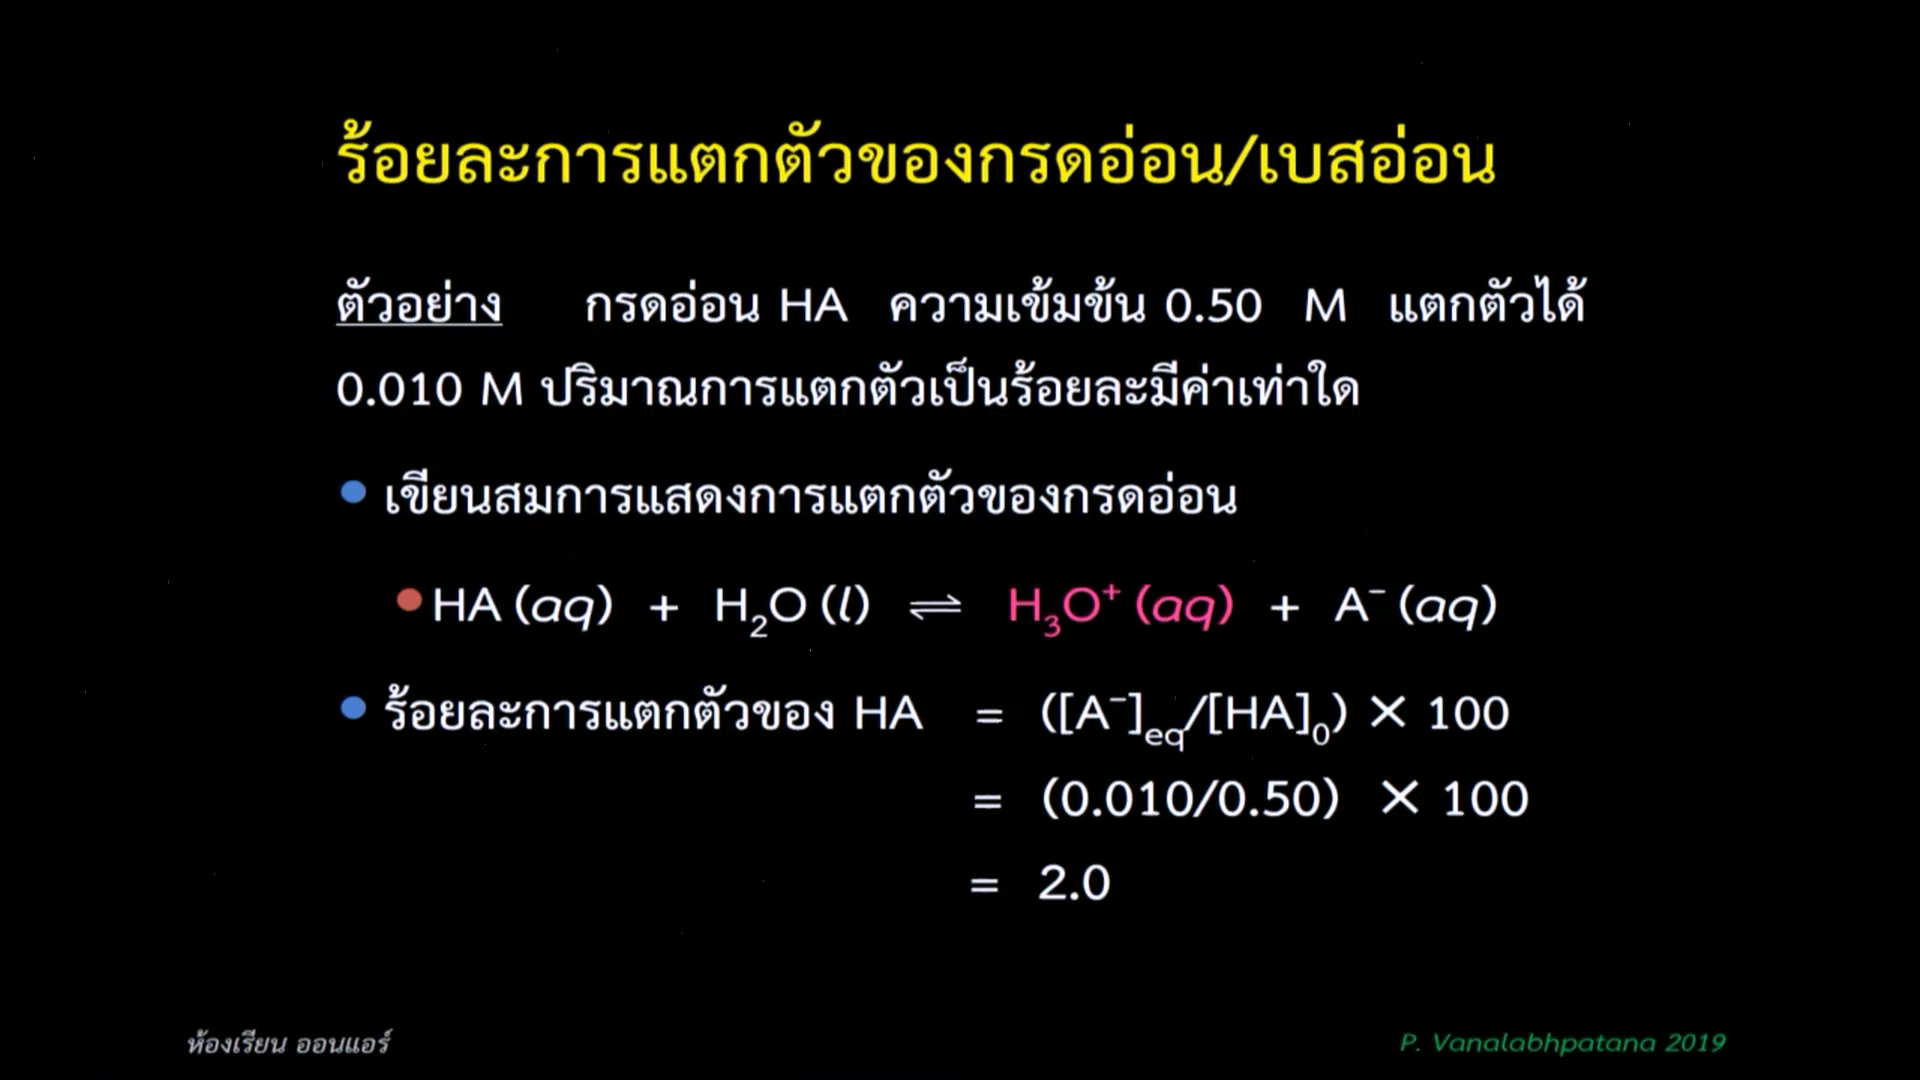 ร้อยละการแตกตัวของกรดอ่อน/เบสอ่อน
ตัวอย่าง กรดอ่อน HA ความเข้มข้น 0.50 M แตกตัวได้
0.010 M ปริมาณการแตกตัวเป็นร้อยละมีค่าเท่าใด
● เขียนสมการแสดงการแตกตัวของกรดอ่อน
● HA (aq) + H₂O (l) ⇌ H₃O⁺ (aq) + A⁻ (aq)
● ร้อยละการแตกตัวของ HA = ([A⁻]eq/[HA]₀) × 100
= (0.010/0.50) × 100
= 2.0
ห้องเรียน ออนแอร์
P. Vanalabhpatana 2019